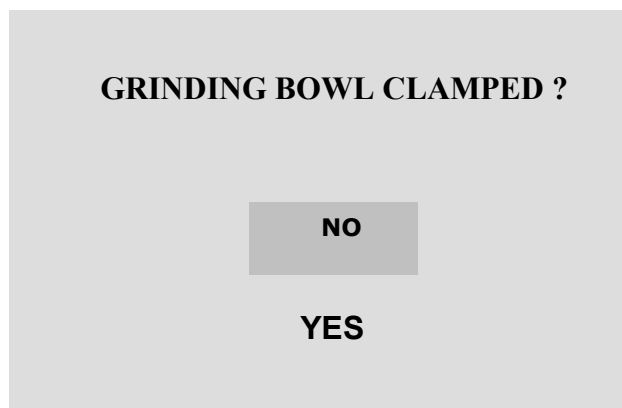 GRINDING BOWL CLAMPED ?
NO
YES